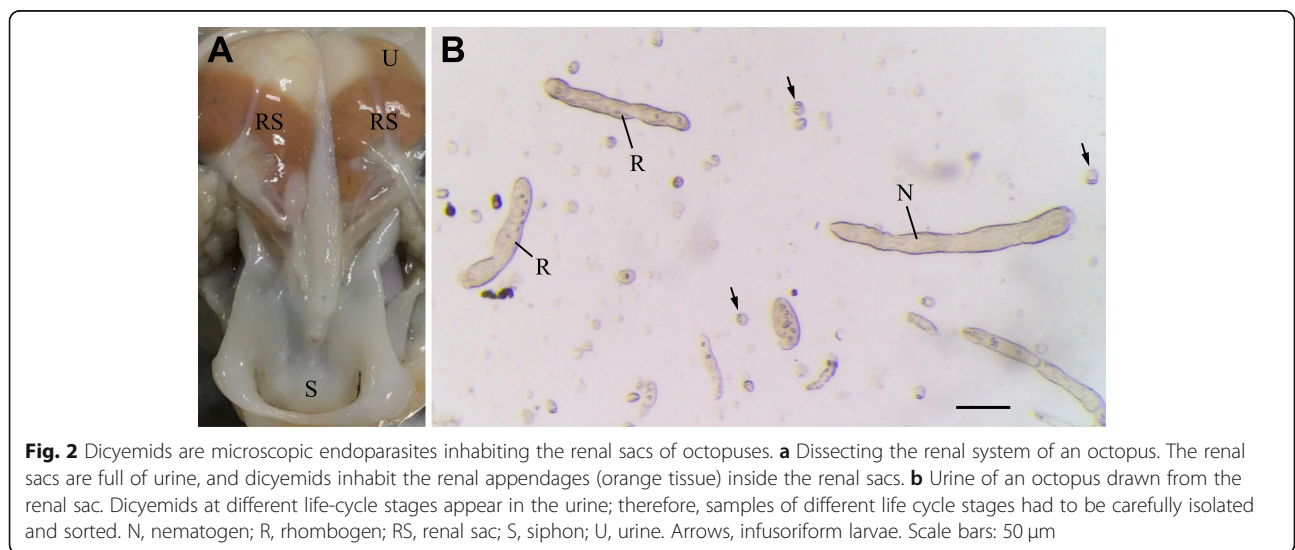 A
U
RS
RS
S
B
R
N
R
Fig. 2 Dicyemids are microscopic endoparasites inhabiting the renal sacs of octopuses. a Dissecting the renal system of an octopus. The renal
sacs are full of urine, and dicyemids inhabit the renal appendages (orange tissue) inside the renal sacs. b Urine of an octopus drawn from the
renal sac. Dicyemids at different life-cycle stages appear in the urine; therefore, samples of different life cycle stages had to be carefully isolated
and sorted. N, nematogen; R, rhombogen; RS, renal sac; S, siphon; U, urine. Arrows, infusoriform larvae. Scale bars: 50 μm